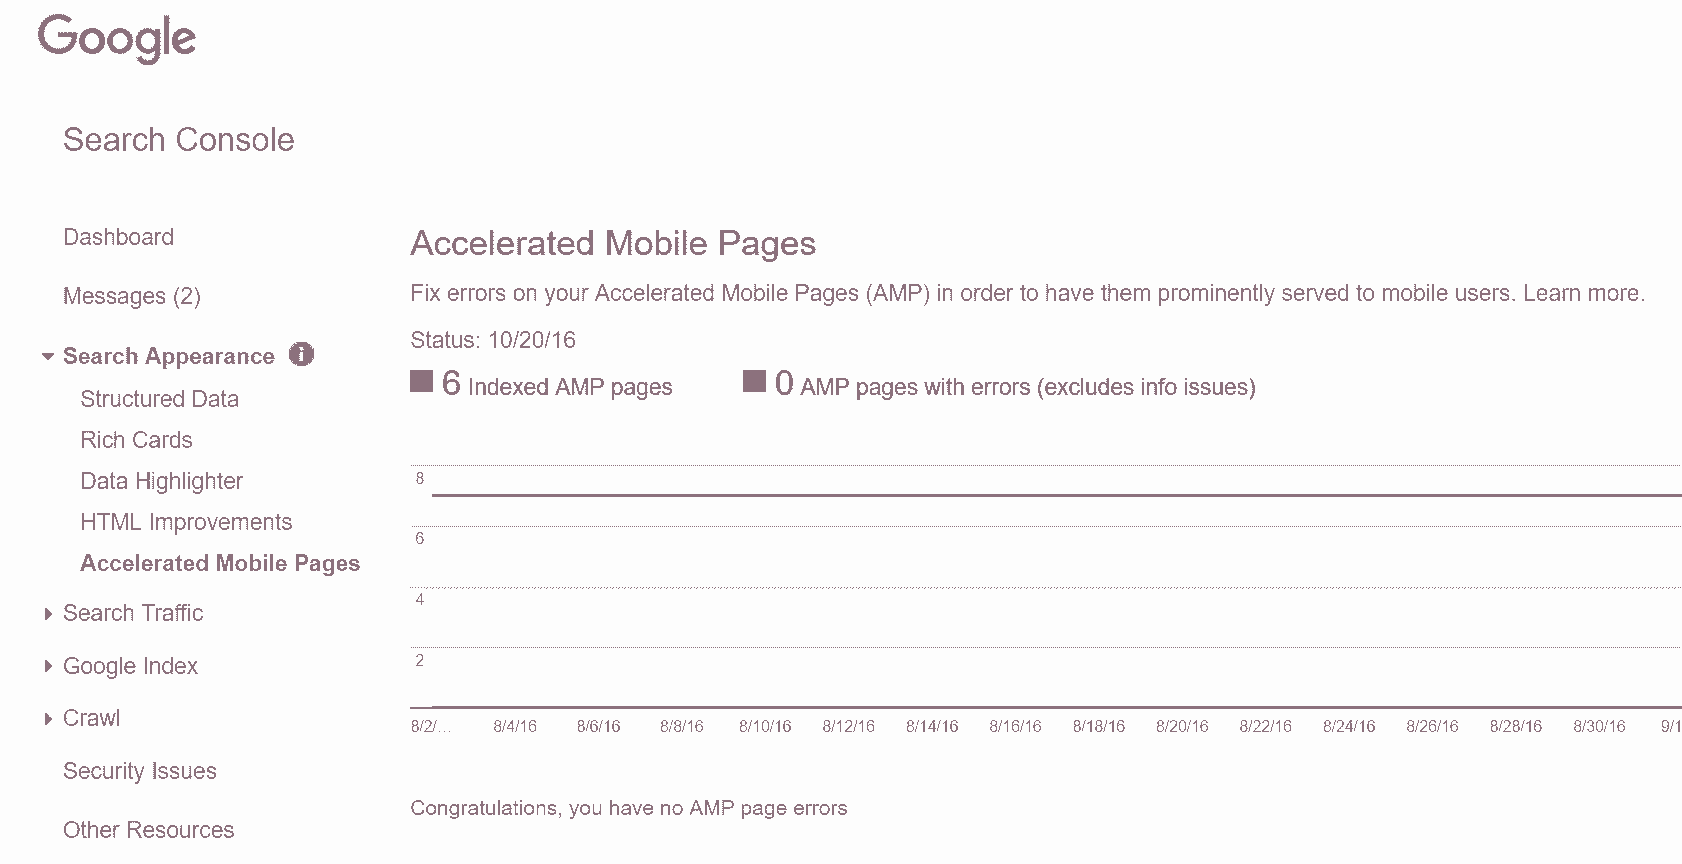 Google
Search Console
Dashboard
Messages (2)
Search Appearance
Structured Data
Rich Cards
Data Highlighter
HTML Improvements
Accelerated Mobile Pages
Search Traffic
Google Index
Crawl
Security Issues
Other Resources
Accelerated Mobile Pages
Fix errors on your Accelerated Mobile Pages (AMP) in order to have them prominently served to mobile users. Learn more.
Status: 10/20/16
6 Indexed AMP pages 0 AMP pages with errors (excludes info issues)
8
6
4
2
8/2/... 8/4/16 8/6/16 8/8/16 8/10/16 8/12/16 8/14/16 8/16/16 8/18/16 8/20/16 8/22/16 8/24/16 8/26/16 8/28/16 8/30/16 9/1
Congratulations, you have no AMP page errors